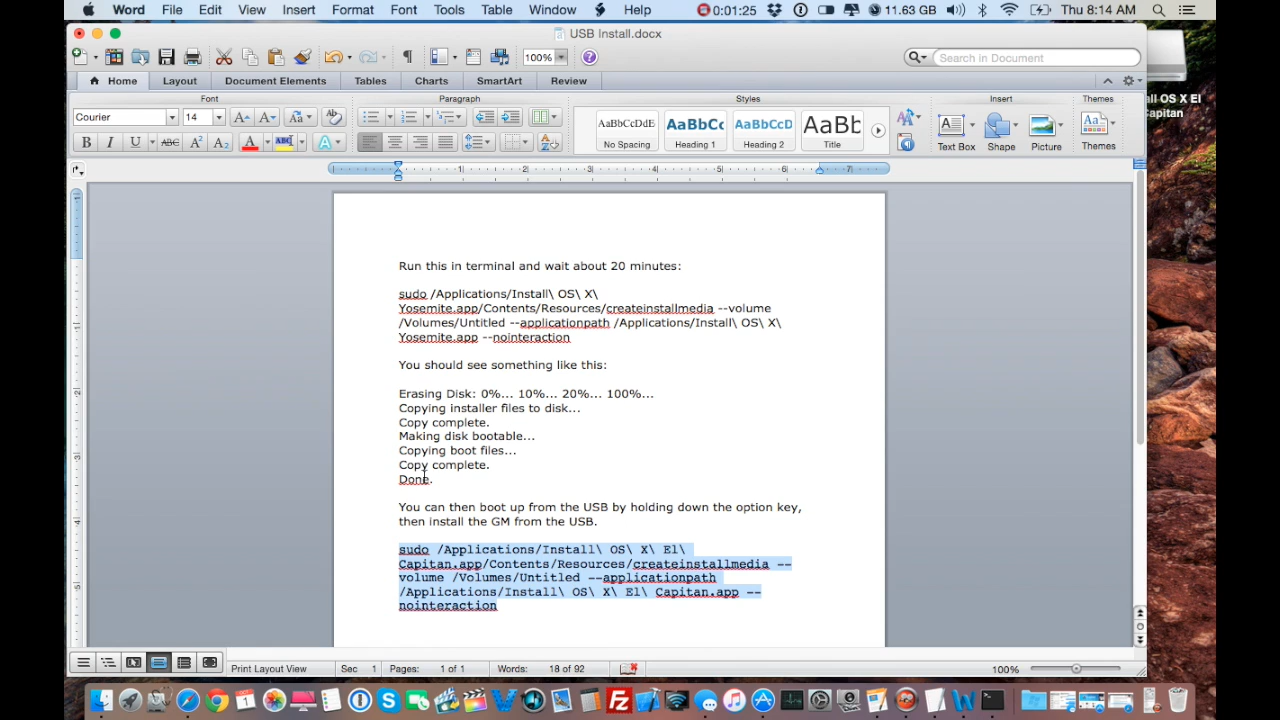 Word File Edit View Insert Format Font Tools Table Window Help 0:01:25 11.63 GB Thu 8:14 AM
USB Install.docx
100% Search in Document
Home Layout Document Elements Tables Charts SmartArt Review
Font Paragraph Styles Insert Themes
Courier 14
AaBbCcDdE AaBbCc AaBbCcDc AaBb
No Spacing Heading 1 Heading 2 Title Text Box Shape Picture Themes
all OS X El
Capitan
Run this in terminal and wait about 20 minutes:
sudo /Applications/Install\ OS\ X\
Yosemite.app/Contents/Resources/createinstallmedia --volume
/Volumes/Untitled --applicationpath /Applications/Install\ OS\ X\
Yosemite.app --nointeraction
You should see something like this:
Erasing Disk: 0%... 10%... 20%... 100%...
Copying installer files to disk...
Copy complete.
Making disk bootable...
Copying boot files...
Copy complete.
Done.
You can then boot up from the USB by holding down the option key,
then install the GM from the USB.
sudo /Applications/Install\ OS\ X\ El\
Capitan.app/Contents/Resources/createinstallmedia --
volume /Volumes/Untitled --applicationpath
/Applications/Install\ OS\ X\ El\ Capitan.app --
nointeraction
Print Layout View Sec 1 Pages: 1 of 1 Words: 18 of 92 100%